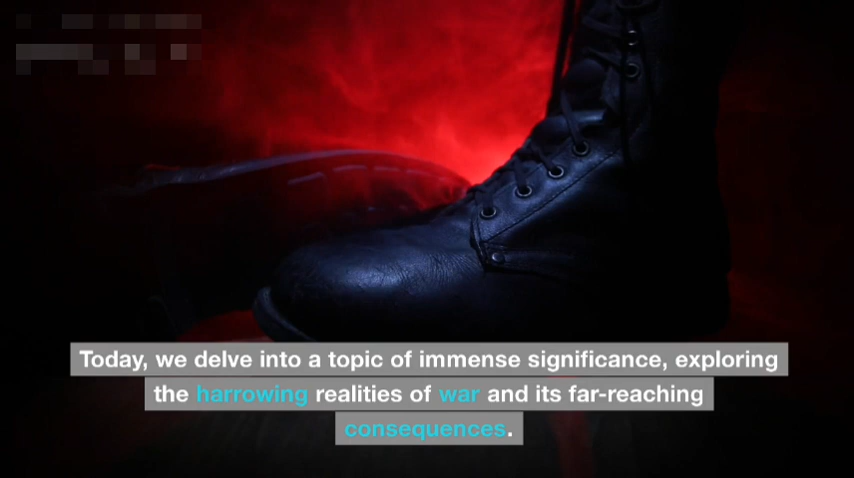 Today, we delve into a topic of immense significance, exploring
the harrowing realities of war and its far-reaching
consequences.